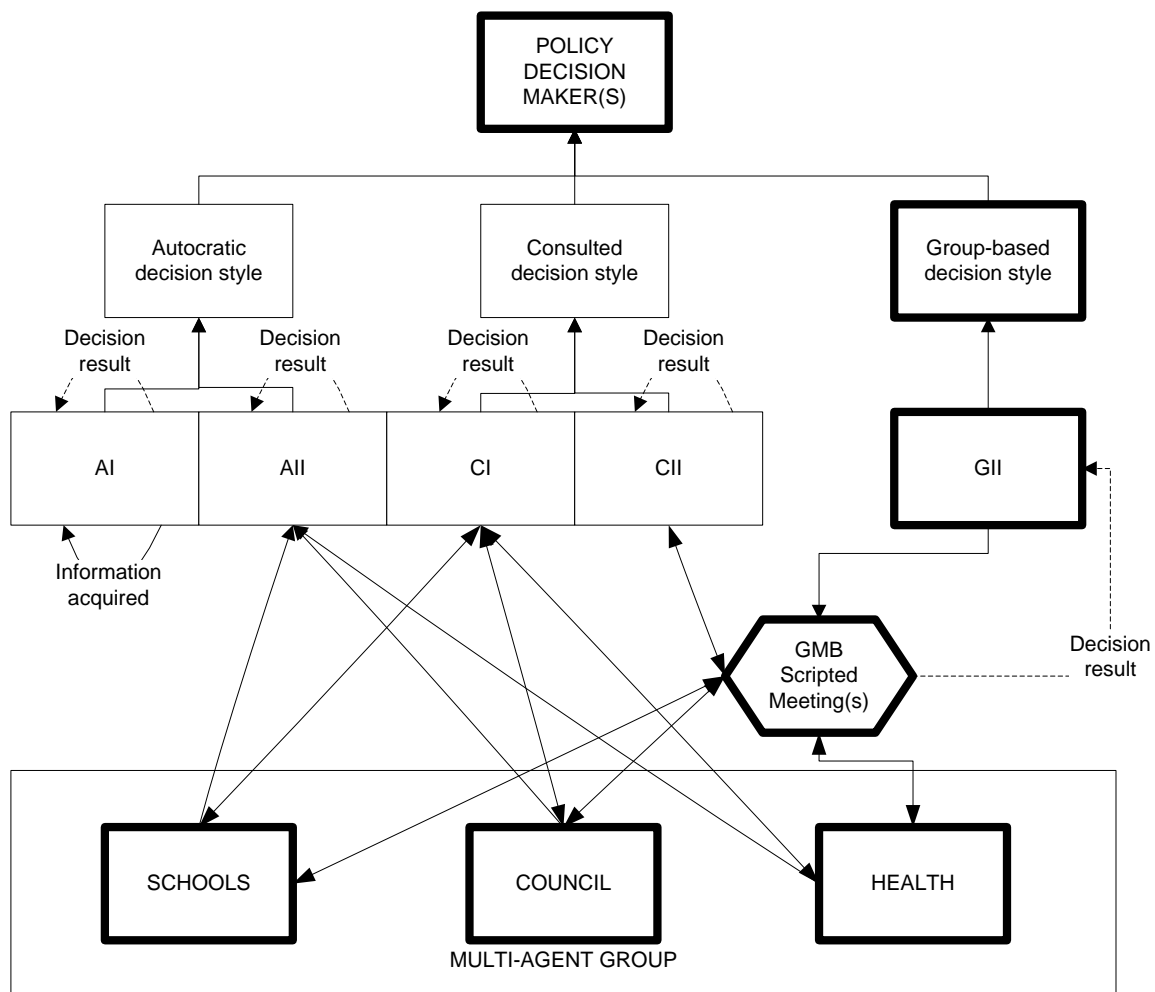 POLICY
DECISION
MAKER(S)
Autocratic
decision style
Consulted
decision style
Group-based
decision style
Decision
result
Decision
result
Decision
result
Decision
result
AI
AII
CI
CII
GII
Information
acquired
GMB
Scripted
Meeting(s)
Decision
result
SCHOOLS
COUNCIL
HEALTH
MULTI-AGENT GROUP